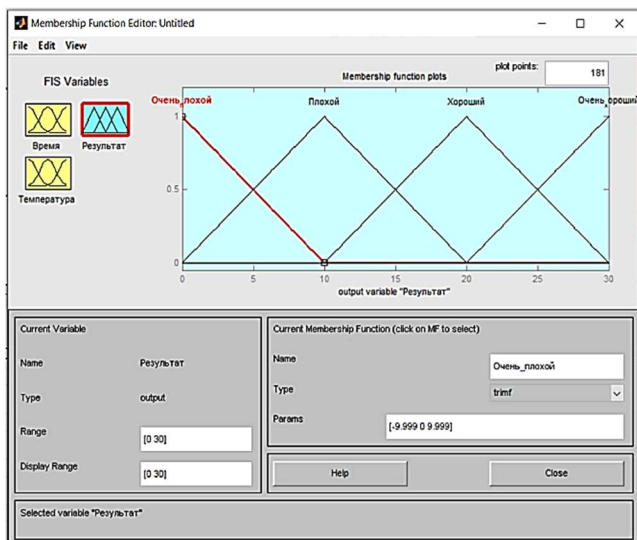 Membership Function Editor: Untitled
File Edit View
FIS Variables
Время
Результат
Температура
Membership function plots
plot points:
181
Очень_плохой
Плохой
Хороший
Очень_хороший
1
0.5
0
0 5 10 15 20 25 30
output variable "Результат"
Current Variable
Name Результат
Type output
Range [0 30]
Display Range [0 30]
Current Membership Function (click on MF to select)
Name Очень_плохой
Type trimf
Params [-9.999 0 9.999]
Help Close
Selected variable "Результат"